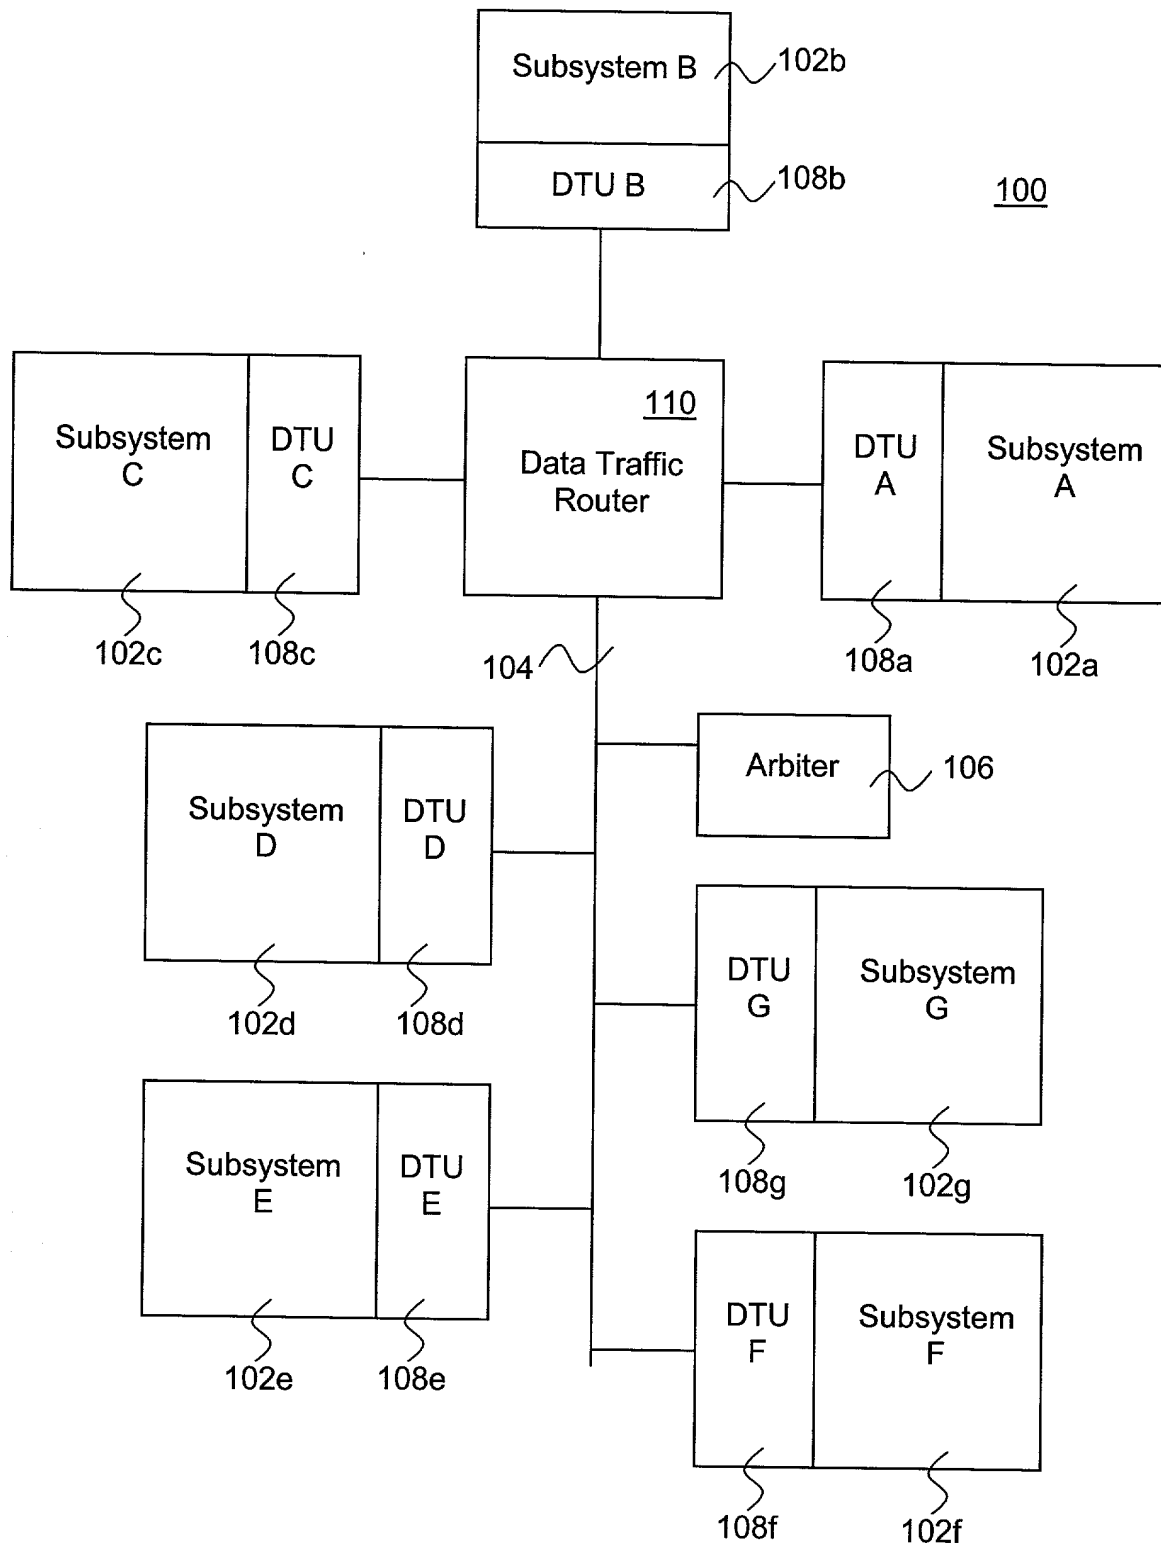 Subsystem B
102b
DTU B
108b
100
Subsystem
C
DTU
C
110
Data Traffic
Router
DTU
A
Subsystem
A
102c
108c
104
108a
102a
Subsystem
D
DTU
D
Arbiter
106
102d
108d
DTU
G
Subsystem
G
Subsystem
E
DTU
E
108g
102g
102e
108e
DTU
F
Subsystem
F
108f
102f